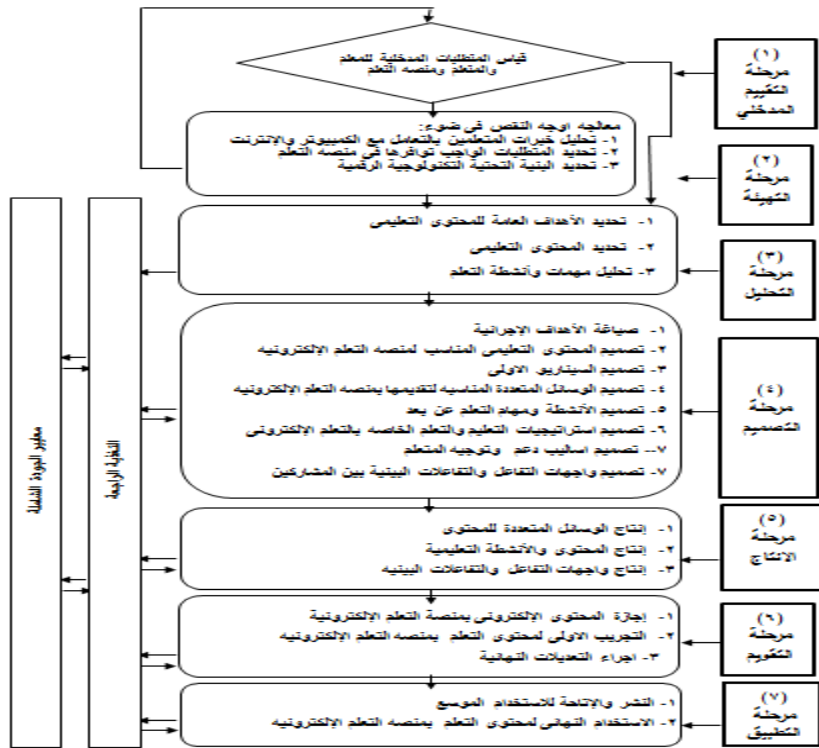 (١)
مرحلة
التقييم
المدخلي
قياس المتطلبات المدخلية للمعلم
والمتعلم ومنصه التعلم
(٢)
مرحلة
التهيئة
معالجه اوجه النقص فى ضوء:
١- تحليل خبرات المتعلمين بالتعامل مع الكمبيوتر والإنترنت
٢- تحديد المتطلبات الواجب توافرها فى منصه التعلم
٣- تحديد البنية التحتية التكنولوجية الرقمية
(٣)
مرحلة
التحليل
١- تحديد الأهداف العامة للمحتوى التعليمى
٢- تحديد المحتوى التعليمى
٣- تحليل مهمات وأنشطة التعلم
(٤)
مرحلة
التصميم
١- صياغة الأهداف الإجرائية
٢- تصميم المحتوى التعليمى المناسب لمنصه التعلم الإلكترونيه
٣- تصميم السيناريو الاولى
٤- تصميم الوسائل المتعددة المناسبه لتقديمها بمنصه التعلم الإلكترونيه
٥- تصميم الأنشطة ومهام التعلم عن بعد
٦- تصميم استراتيجيات التعليم والتعلم الخاصه بالتعلم الإلكترونى
٧-- تصميم اساليب دعم وتوجيه المتعلم
٧- تصميم واجهات التفاعل والتفاعلات البينية بين المشاركين
(٥)
مرحلة
الانتاج
١- إنتاج الوسائل المتعددة للمحتوى
٢- إنتاج المحتوى والأنشطة التعليمية
٣- إنتاج واجهات التفاعل والتفاعلات البينيه
(٦)
مرحلة
التقويم
١- إجازة المحتوى الإلكترونى بمنصة التعلم الإلكترونية
٢- التجريب الاولى لمحتوى التعلم بمنصه التعلم الإلكترونيه
٣- اجراء التعديلات النهائية
(٧)
مرحلة
التطبيق
١- النشر والإتاحة للاستخدام الموسع
٢- الاستخدام النهائى لمحتوى التعلم بمنصه التعلم الإلكترونيه
التغذية الراجعة
معايير الجودة الشاملة